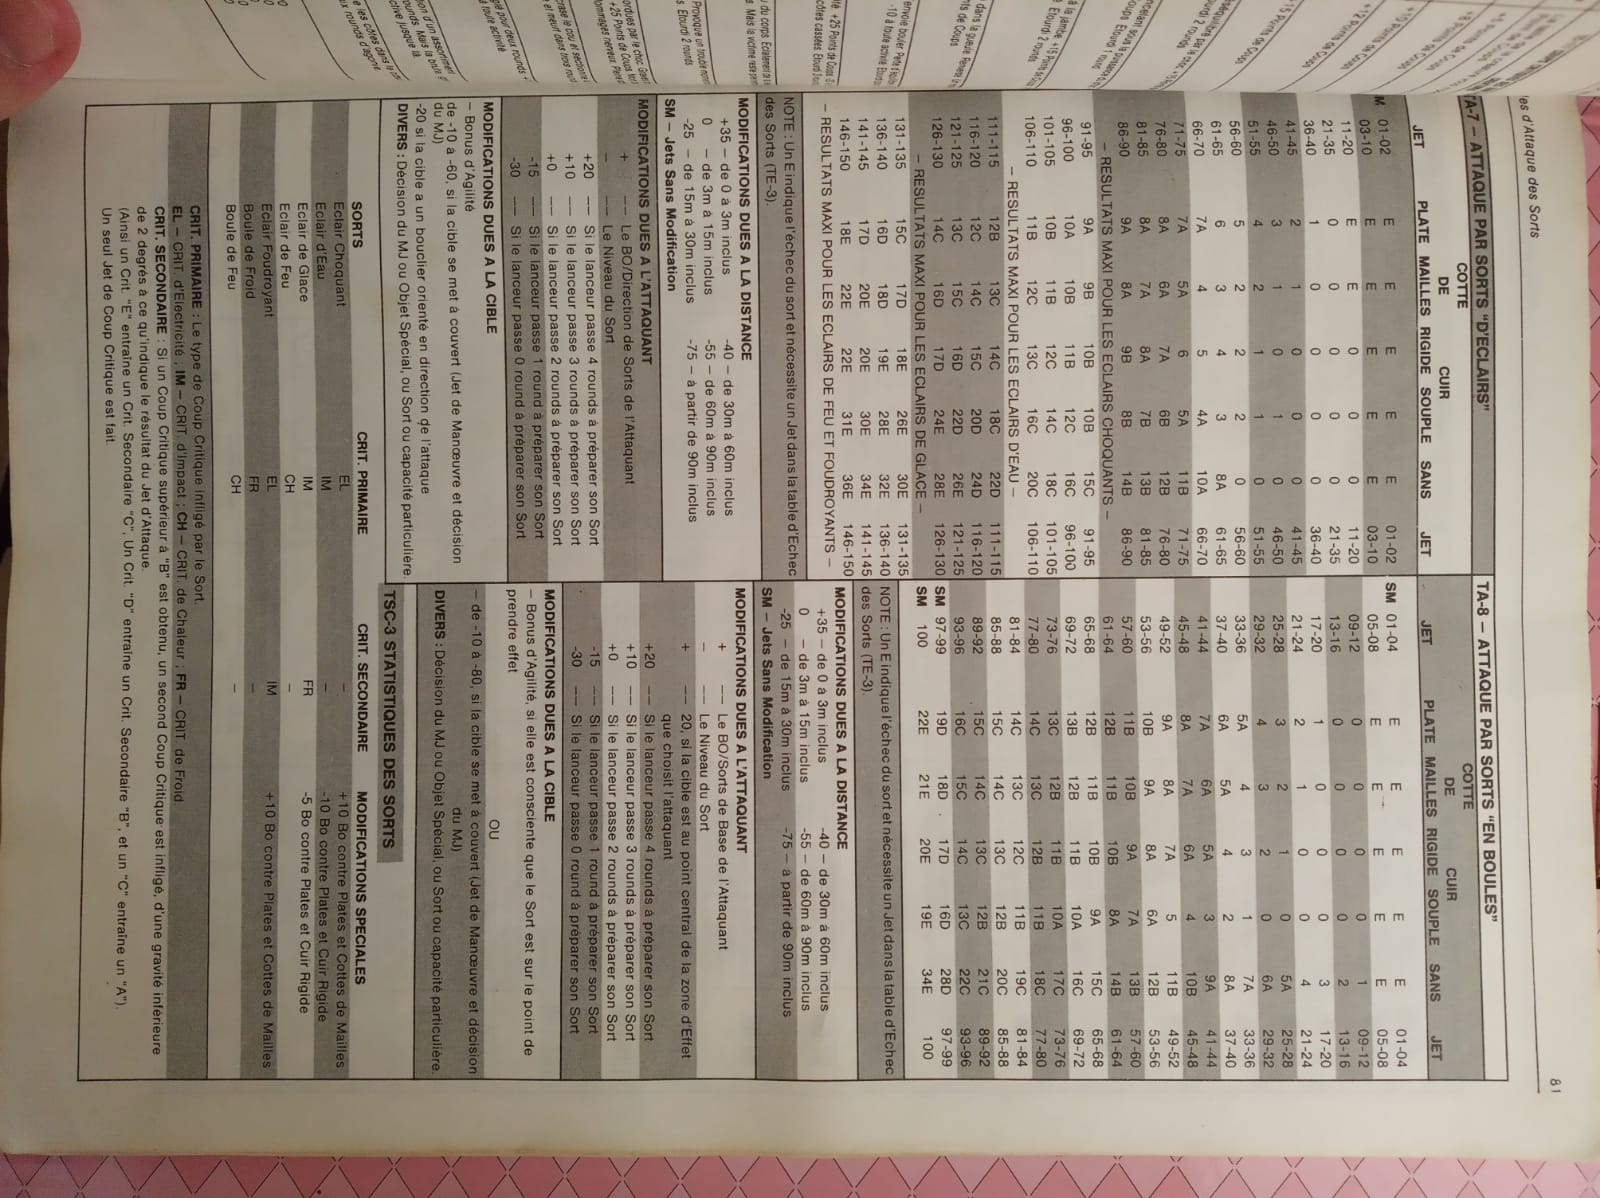 81
d'Attaque des Sorts
TA-7 – ATTAQUE PAR SORTS "D'ECLAIRS"
COTTE
DE CUIR
JET PLATE MAILLES RIGIDE SOUPLE SANS JET
M 01-02 E E E E E 01-02
03-10 E E E E E 03-10
11-20 E E 0 0 0 11-20
21-35 0 0 0 0 0 21-35
36-40 1 0 0 0 0 36-40
41-45 2 1 0 0 0 41-45
46-50 3 1 0 1 0 46-50
51-55 4 2 1 1 0 51-55
56-60 5 2 2 2 0 56-60
61-65 6 3 4 3 8A 61-65
66-70 7A 4 5 4A 10A 66-70
71-75 7A 5A 6 5A 11B 71-75
76-80 8A 6A 7A 6B 12B 76-80
81-85 8A 7A 8A 7B 13B 81-85
86-90 9A 8A 9B 8B 14B 86-90
– RESULTATS MAXI POUR LES ECLAIRS CHOQUANTS –
91-95 9A 9B 10B 10B 15C 91-95
96-100 10A 10B 11B 12C 16C 96-100
101-105 10B 11B 12C 14C 18C 101-105
106-110 11B 12C 13C 16C 20C 106-110
– RESULTATS MAXI POUR LES ECLAIRS D'EAU –
111-115 12B 13C 14C 18C 22D 111-115
116-120 12C 14C 15C 20D 24D 116-120
121-125 13C 15C 16D 22D 26E 121-125
126-130 14C 16D 17D 24E 28E 126-130
– RESULTATS MAXI POUR LES ECLAIRS DE GLACE –
131-135 15C 17D 18E 26E 30E 131-135
136-140 16D 18D 19E 28E 32E 136-140
141-145 17D 20E 20E 30E 34E 141-145
146-150 18E 22E 22E 31E 36E 146-150
– RESULTATS MAXI POUR LES ECLAIRS DE FEU ET FOUDROYANTS –
NOTE : Un E indique l'échec du sort et nécessite un Jet dans la table d'Echec
des Sorts (TE-3).
MODIFICATIONS DUES A LA DISTANCE
+35 – de 0 à 3m inclus -40 – de 30m à 60m inclus
0 – de 3m à 15m inclus -55 – de 60m à 90m inclus
-25 – de 15m à 30m inclus -75 – à partir de 90m inclus
SM – Jets Sans Modification
MODIFICATIONS DUES A L'ATTAQUANT
+ –– Le BO/Direction de Sorts de l'Attaquant
– –– Le Niveau du Sort
+20 –– Si le lanceur passe 4 rounds à préparer son Sort
+10 –– Si le lanceur passe 3 rounds à préparer son Sort
+0 –– Si le lanceur passe 2 rounds à préparer son Sort
-15 –– Si le lanceur passe 1 round à préparer son Sort
-30 –– Si le lanceur passe 0 round à préparer son Sort
MODIFICATIONS DUES A LA CIBLE
– Bonus d'Agilité
de -10 à -60, si la cible se met à couvert (Jet de Manœuvre et décision
du MJ)
-20 si la cible a un bouclier orienté en direction de l'attaque
DIVERS : Décision du MJ ou Objet Spécial, ou Sort ou capacité particulière.
TA-8 – ATTAQUE PAR SORTS "EN BOULES"
COTTE
DE CUIR
JET PLATE MAILLES RIGIDE SOUPLE SANS JET
SM 01-04 E E E E E 01-04
05-08 E E E E E 05-08
09-12 0 0 0 0 1 09-12
13-16 0 0 0 0 2 13-16
17-20 1 0 0 0 3 17-20
21-24 2 1 0 0 4 21-24
25-28 3 2 1 0 5A 25-28
29-32 4 3 2 0 6A 29-32
33-36 5A 4 3 1 7A 33-36
37-40 6A 5A 4 2 8A 37-40
41-44 7A 6A 5A 3 9A 41-44
45-48 8A 7A 6A 4 10B 45-48
49-52 9A 8A 7A 5 11B 49-52
53-56 10B 9A 8A 6A 12B 53-56
57-60 11B 10B 9A 7A 13B 57-60
61-64 12B 11B 10B 8A 14B 61-64
65-68 12B 11B 10B 9A 15C 65-68
69-72 13B 12B 11B 10A 16C 69-72
73-76 13C 12B 11B 10A 17C 73-76
77-80 14C 13C 12B 11B 18C 77-80
81-84 14C 13C 12C 11B 19C 81-84
85-88 15C 14C 13C 12B 20C 85-88
89-92 15C 14C 13C 12B 21C 89-92
93-96 16C 15C 14C 13C 22C 93-96
SM 97-99 19D 18D 17D 16D 28D 97-99
SM 100 22E 21E 20E 19E 34E 100
NOTE : Un E indique l'échec du sort et nécessite un Jet dans la table d'Echec
des Sorts (TE-3).
MODIFICATIONS DUES A LA DISTANCE
+35 – de 0 à 3m inclus -40 – de 30m à 60m inclus
0 – de 3m à 15m inclus -55 – de 60m à 90m inclus
-25 – de 15m à 30m inclus -75 – à partir de 90m inclus
SM – Jets Sans Modification
MODIFICATIONS DUES A L'ATTAQUANT
+ –– Le BO/Sorts de Base de l'Attaquant
– –– Le Niveau du Sort
+ –– 20, si la cible est au point central de la zone d'Effet
que choisit l'attaquant
+20 –– Si le lanceur passe 4 rounds à préparer son Sort
+10 –– Si le lanceur passe 3 rounds à préparer son Sort
+0 –– Si le lanceur passe 2 rounds à préparer son Sort
-15 –– Si le lanceur passe 1 round à préparer son Sort
-30 –– Si le lanceur passe 0 round à préparer son Sort
MODIFICATIONS DUES A LA CIBLE
– Bonus d'Agilité, si elle est consciente que le Sort est sur le point de
prendre effet
OU
– de -10 à -80, si la cible se met à couvert (Jet de Manœuvre et décision
du MJ)
DIVERS : Décision du MJ ou Objet Spécial, ou Sort ou capacité particulière.
TSC-3 STATISTIQUES DES SORTS
SORTS CRIT. PRIMAIRE CRIT. SECONDAIRE MODIFICATIONS SPECIALES
Eclair Choquant EL – +10 Bo contre Plates et Cottes de Mailles
Eclair d'Eau IM – -10 Bo contre Plates et Cuir Rigide
Eclair de Glace IM FR -5 Bo contre Plates et Cuir Rigide
Eclair de Feu CH –
Eclair Foudroyant EL IM +10 Bo contre Plates et Cottes de Mailles
Boule de Froid FR –
Boule de Feu CH –
CRIT. PRIMAIRE : Le type de Coup Critique infligé par le Sort.
EL – CRIT. d'Electricité ; IM – CRIT. d'Impact ; CH – CRIT. de Chaleur ; FR – CRIT. de Froid.
CRIT. SECONDAIRE : Si un Coup Critique supérieur à "B" est obtenu, un second Coup Critique est infligé, d'une gravité inférieure
de 2 degrés à ce qu'indique le résultat du Jet d'Attaque.
(Ainsi un Crit. "E" entraîne un Crit. Secondaire "C", Un Crit. "D" entraîne un Crit. Secondaire "B", et un "C" entraîne un "A").
Un seul Jet de Coup Critique est fait.